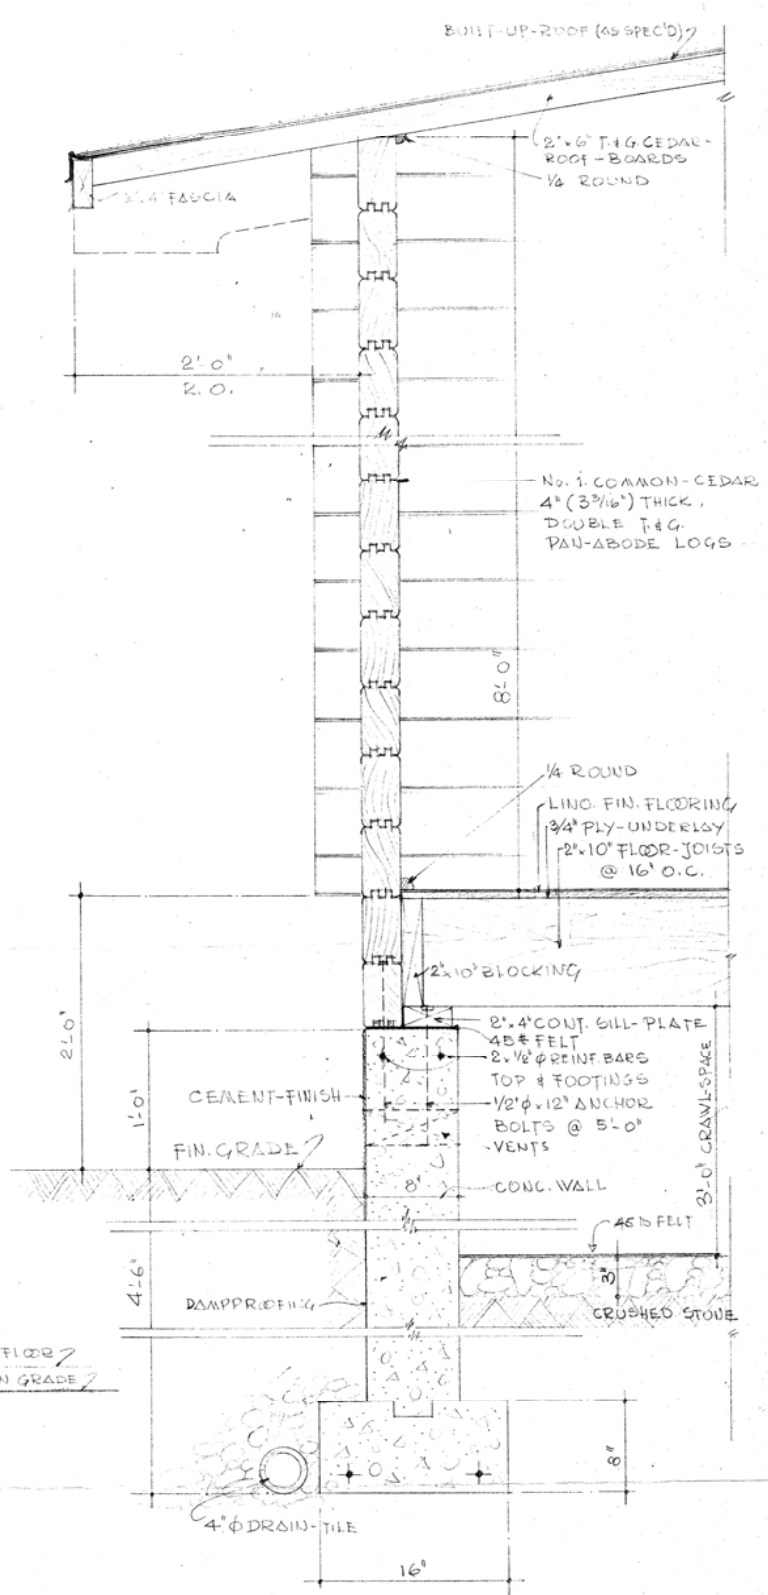 BUILT-UP-ROOF (AS SPEC'D)
2"x6" T.&G. CEDAR-
ROOF-BOARDS
1/4 ROUND
2"x4" FASCIA
2'-0"
R.O.
No. 1. COMMON-CEDAR
4" (3 3/16") THICK,
DOUBLE T.&G.
PAN-ABODE LOGS
8'-0"
1/4 ROUND
LINO. FIN. FLOORING
3/4" PLY-UNDERLAY
2"x10" FLOOR-JOISTS
@ 16" O.C.
2"x10" BLOCKING
2"x4" CONT. SILL-PLATE
45# FELT
2 x 1/2" φ REINF. BARS
TOP & FOOTINGS
1/2" φ x 12" ANCHOR
BOLTS @ 5'-0"
VENTS
2'-0"
1'-0"
CEMENT-FINISH
FIN. GRADE
8"
CONC. WALL
3'-0" CRAWL-SPACE
45 lb FELT
3"
CRUSHED STONE
4'-6"
DAMPPROOFING
FLOOR
GRADE
8"
4" φ DRAIN-TILE
16"